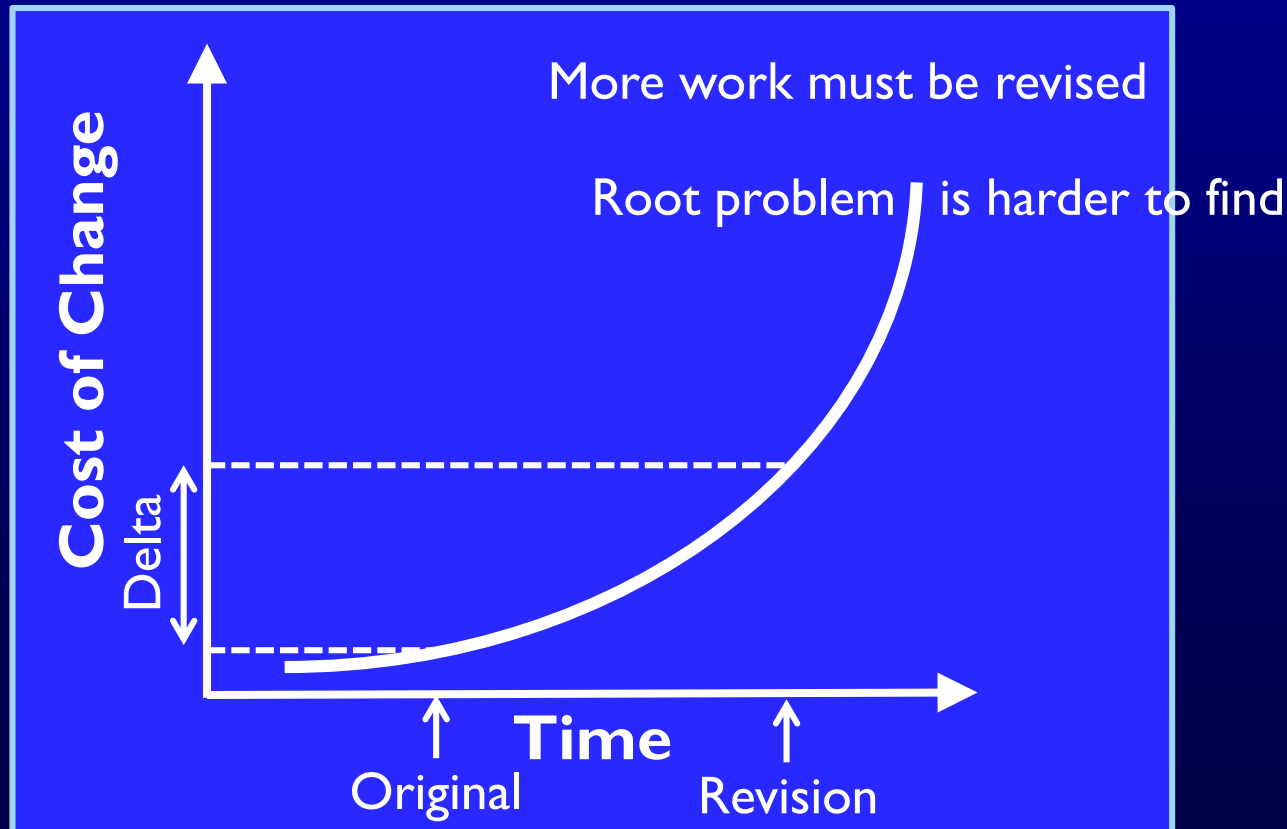 More work must be revised
Root problem is harder to find
Cost of Change
Delta
Time
Original
Revision